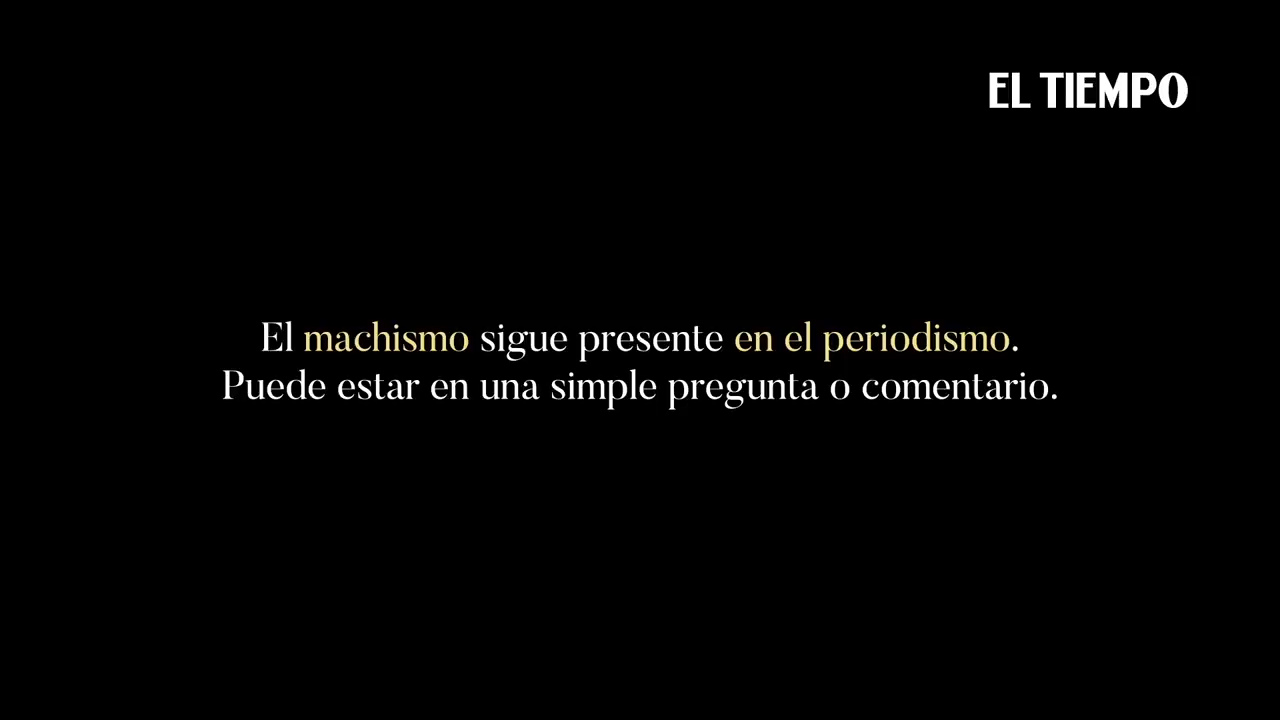 EL TIEMPO
El machismo sigue presente en el periodismo.
Puede estar en una simple pregunta o comentario.